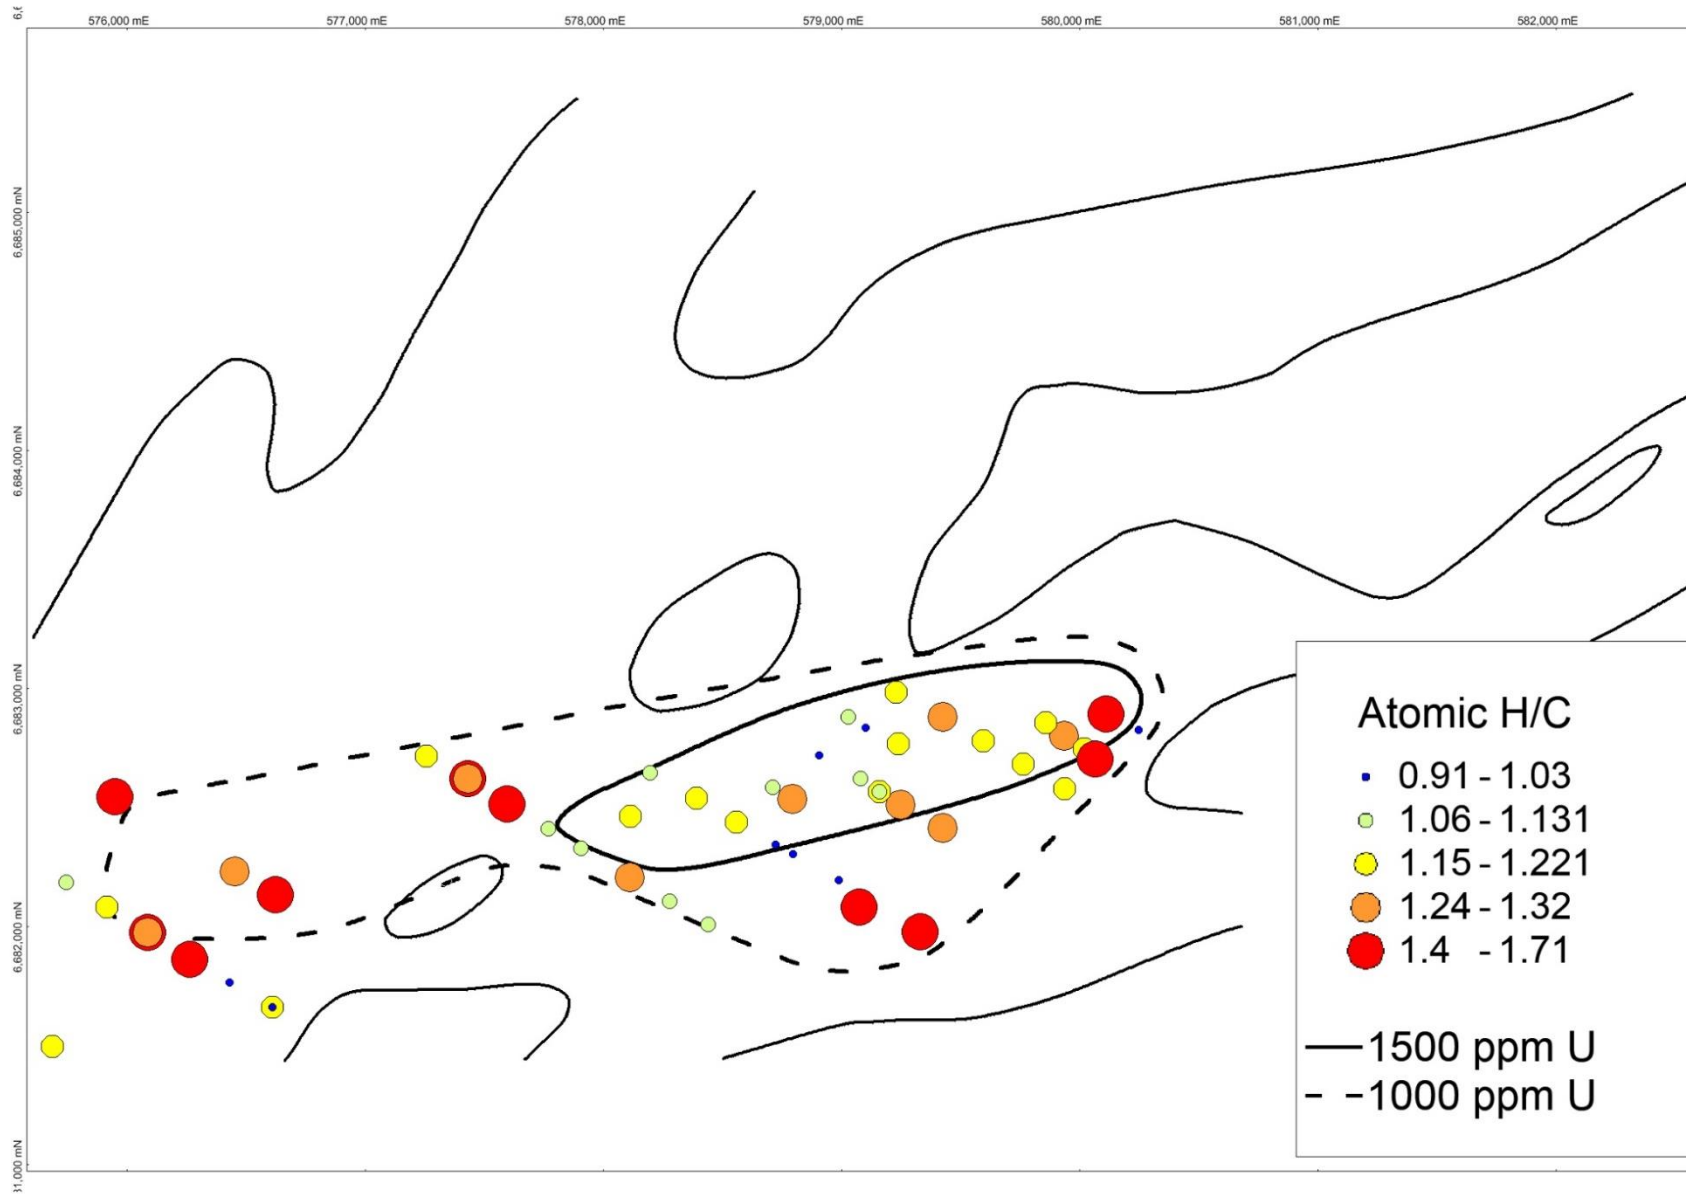 576,000 mE 577,000 mE 578,000 mE 579,000 mE 580,000 mE 581,000 mE 582,000 mE
6,685,000 mN
6,684,000 mN
6,683,000 mN
6,682,000 mN
Atomic H/C
0.91 - 1.03
1.06 - 1.131
1.15 - 1.221
1.24 - 1.32
1.4 - 1.71
1500 ppm U
1000 ppm U